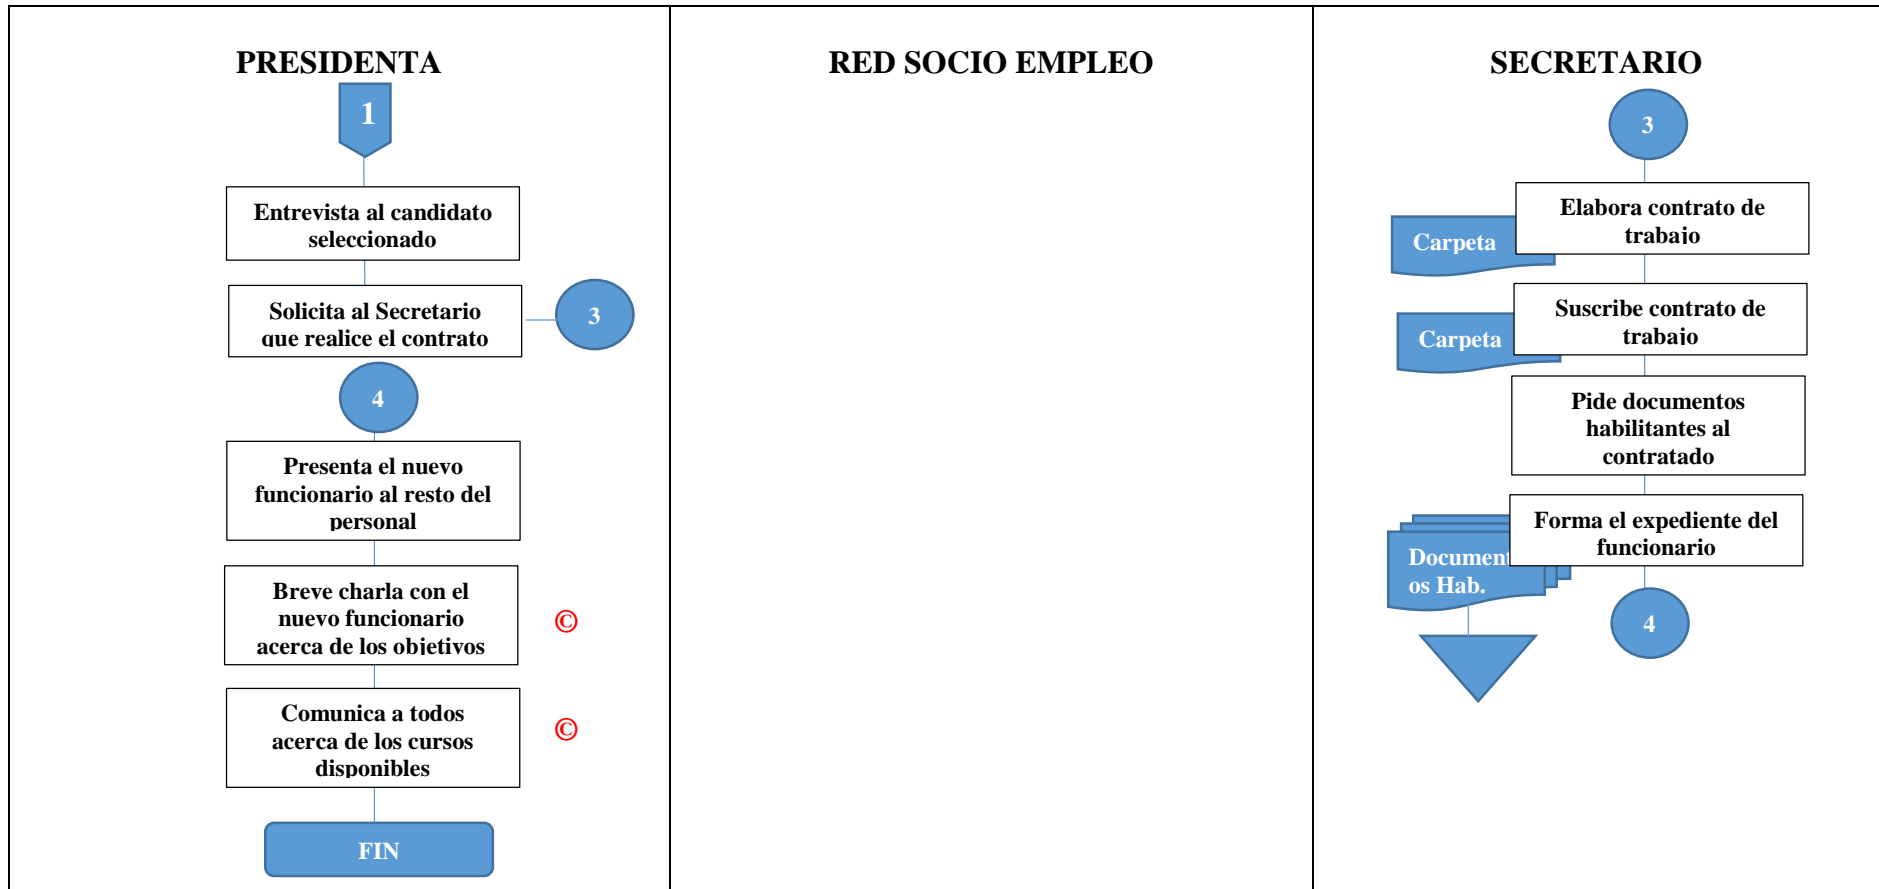 PRESIDENTA
1
Entrevista al candidato
seleccionado
Solicita al Secretario
que realice el contrato
3
4
Presenta el nuevo
funcionario al resto del
personal
Breve charla con el
nuevo funcionario
acerca de los objetivos
©
Comunica a todos
acerca de los cursos
disponibles
©
FIN
RED SOCIO EMPLEO
SECRETARIO
3
Elabora contrato de
trabajo
Carpeta
Suscribe contrato de
trabajo
Carpeta
Pide documentos
habilitantes al
contratado
Forma el expediente del
funcionario
Document
os Hab.
4